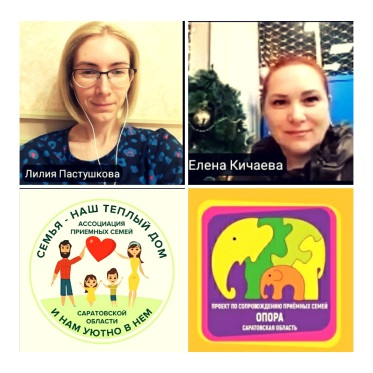 Лилия Пастушкова
Елена Кичаева
СЕМЬЯ - НАШ ТЕПЛЫЙ ДОМ
АССОЦИАЦИЯ
ПРИЕМНЫХ СЕМЕЙ
САРАТОВСКОЙ
ОБЛАСТИ
И НАМ УЮТНО В НЕМ
ПРОЕКТ ПО СОПРОВОЖДЕНИЮ ПРИЁМНЫХ СЕМЕЙ
ОПОРА
САРАТОВСКАЯ ОБЛАСТЬ